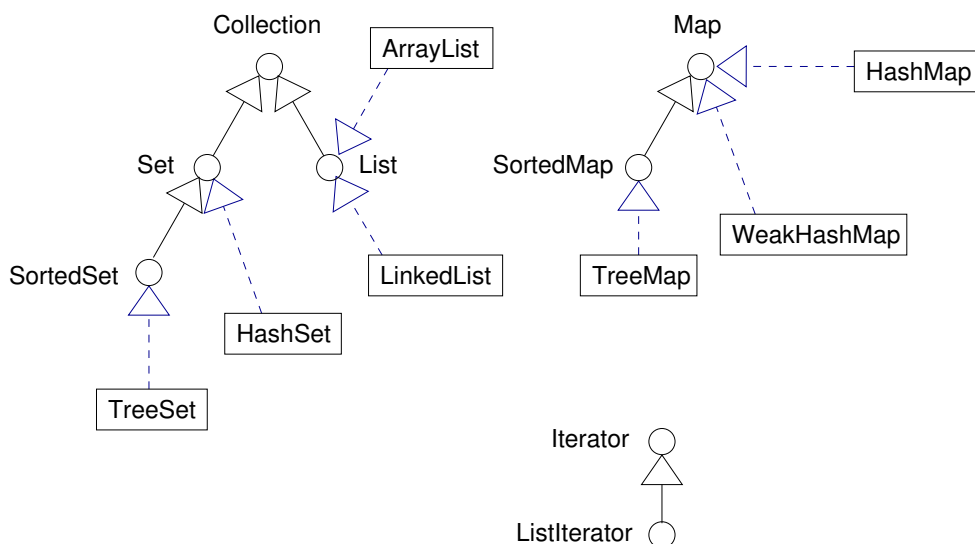 Collection
ArrayList
Map
HashMap
Set
List
SortedMap
WeakHashMap
SortedSet
LinkedList
TreeMap
HashSet
TreeSet
Iterator
ListIterator